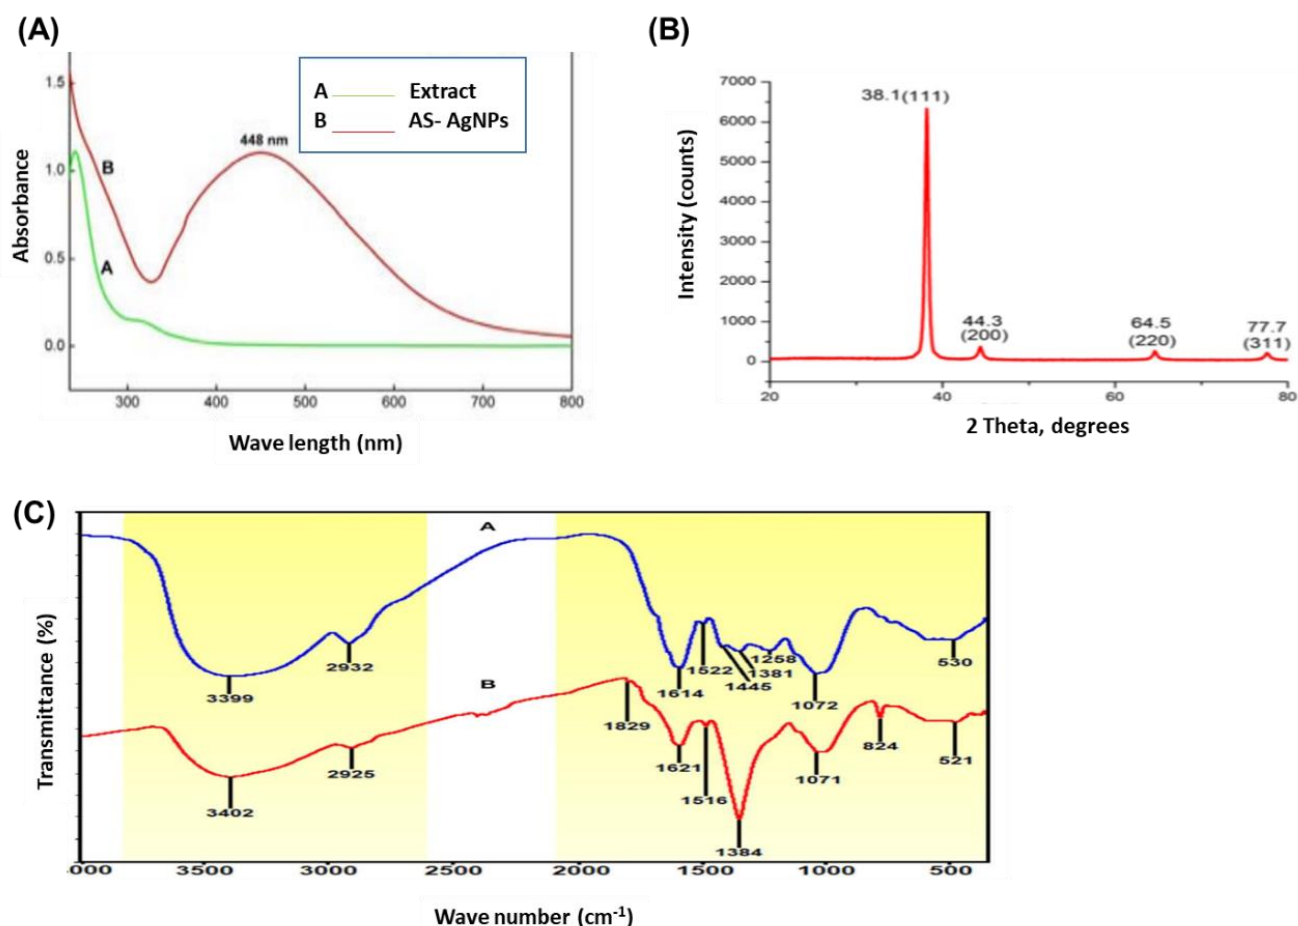 (A)
1.5
1.0
0.5
0.0
Absorbance
A Extract
B AS- AgNPs
448 nm
B
A
300 400 500 600 700 800
Wave length (nm)
(B)
7000
6000
5000
4000
3000
2000
1000
0
Intensity (counts)
38.1(111)
44.3
(200)
64.5
(220)
77.7
(311)
20 40 60 80
2 Theta, degrees
(C)
Transmittance (%)
A
3399
2932
1614
1522
1445
1381
1258
1072
530
B
3402
2925
1829
1621
1516
1384
1071
824
521
000 3500 3000 2500 2000 1500 1000 500
Wave number (cm-1)